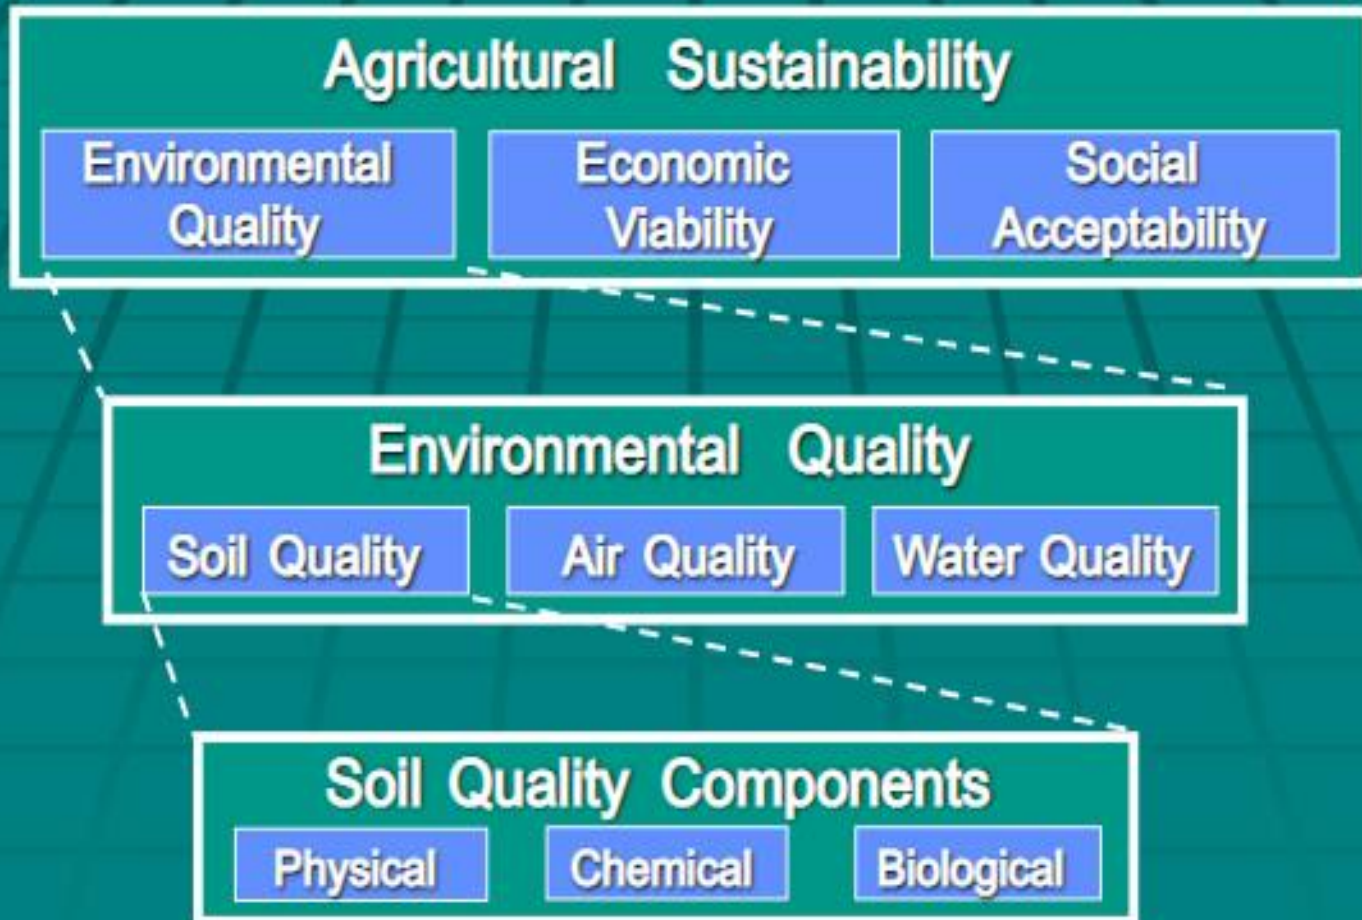 Agricultural Sustainability
Environmental
Quality
Economic
Viability
Social
Acceptability
Environmental Quality
Soil Quality
Air Quality
Water Quality
Soil Quality Components
Physical
Chemical
Biological